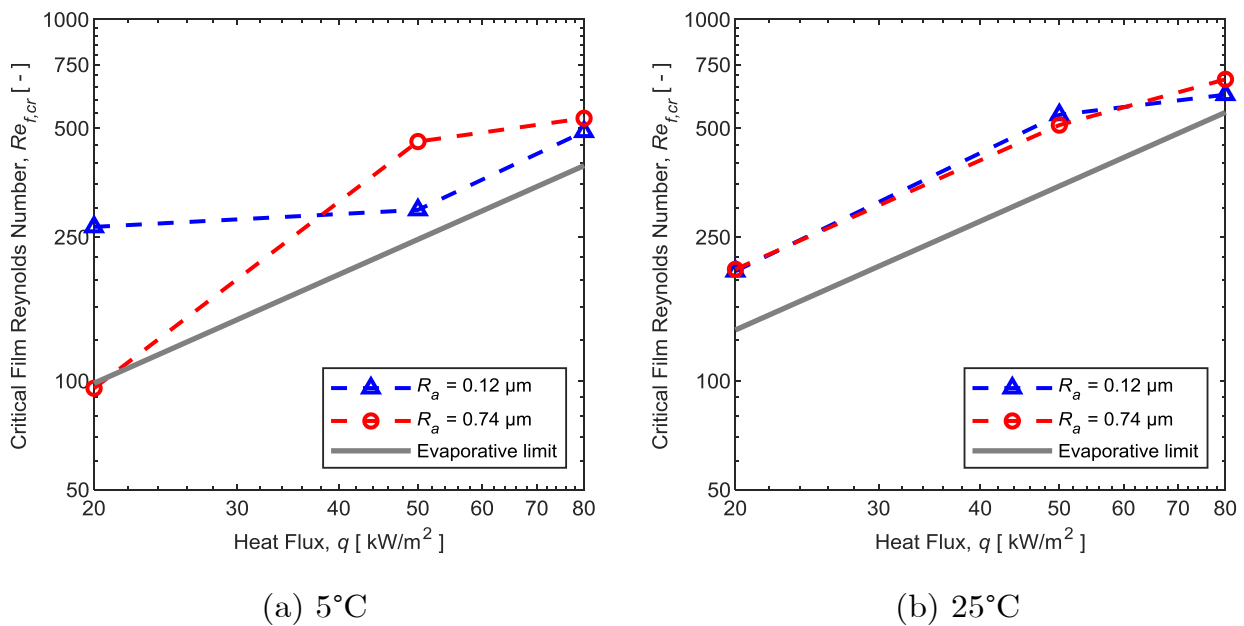 1000
750
500
250
100
50
Critical Film Reynolds Number, Re_f,cr [ - ]
R_a = 0.12 µm
R_a = 0.74 µm
Evaporative limit
20 30 40 50 60 70 80
Heat Flux, q [ kW/m² ]
(a) 5°C
1000
750
500
250
100
50
Critical Film Reynolds Number, Re_f,cr [ - ]
R_a = 0.12 µm
R_a = 0.74 µm
Evaporative limit
20 30 40 50 60 70 80
Heat Flux, q [ kW/m² ]
(b) 25°C